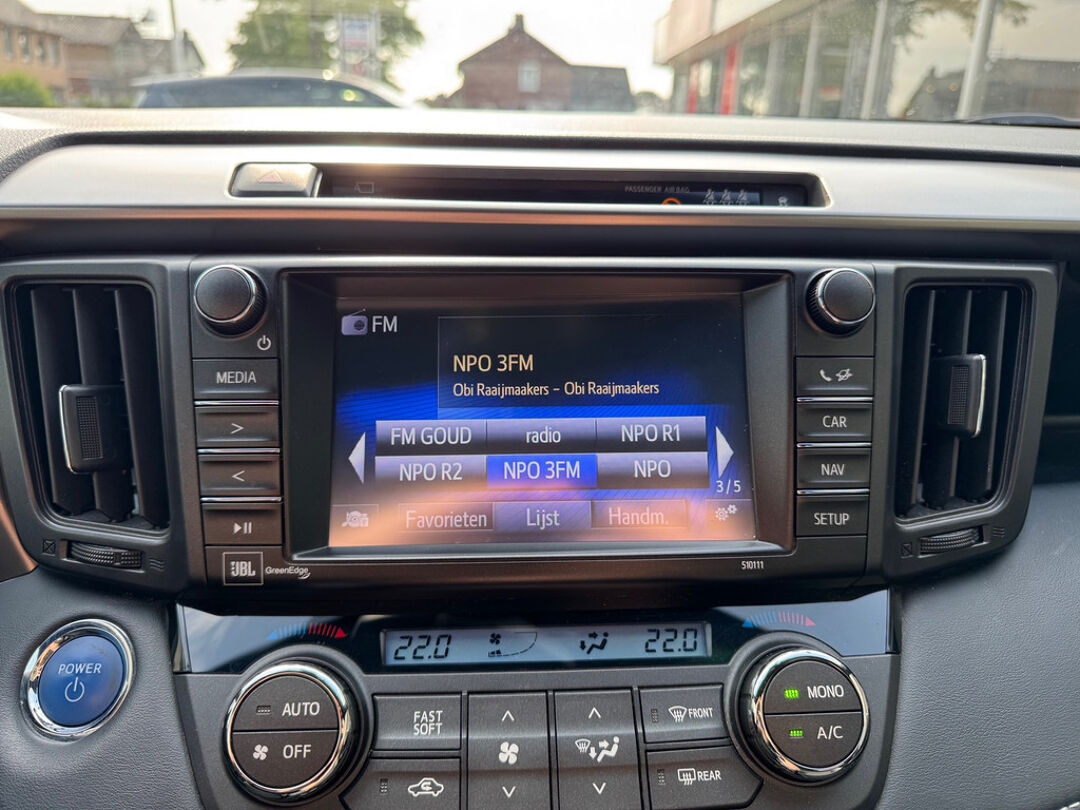 PASSENGER AIR BAG
FM
NPO 3FM
Obi Raaijmaakers - Obi Raaijmaakers
FM GOUD radio NPO R1
NPO R2 NPO 3FM NPO
3/5
Favorieten Lijst Handm.
MEDIA
>
<
CAR
NAV
SETUP
JBL GreenEdge
510111
22.0 22.0
POWER
AUTO
OFF
FAST
SOFT
FRONT
REAR
MONO
A/C